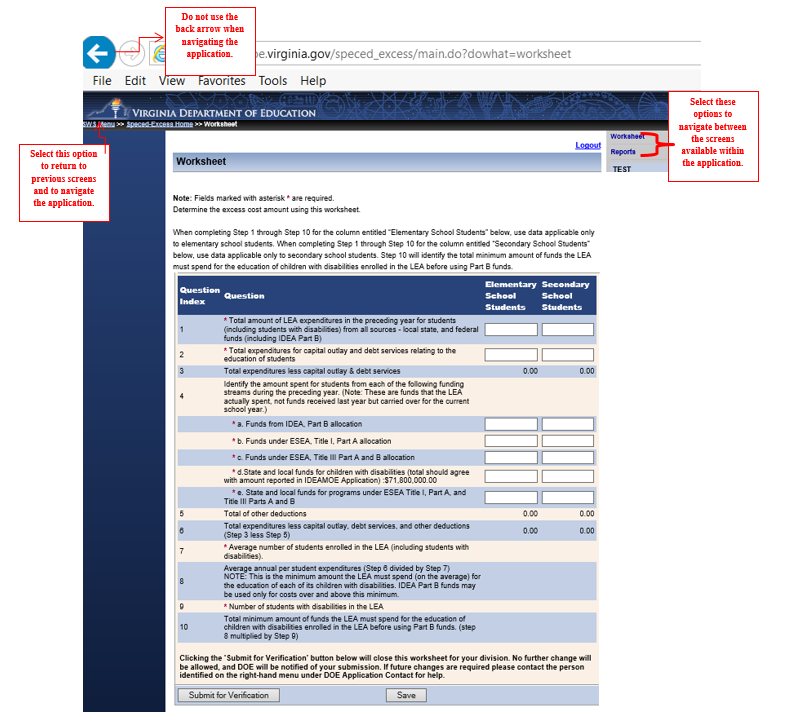 Do not use the
back arrow when
navigating the
application.
e.virginia.gov/speced_excess/main.do?dowhat=worksheet
File Edit View Favorites Tools Help
VIRGINIA DEPARTMENT OF EDUCATION
SWS Menu >> Speced-Excess Home >> Worksheet
Select these
options to
navigate between
the screens
available within
the application.
Select this option
to return to
previous screens
and to navigate
the application.
Logout
Worksheet
Reports
TEST
Worksheet
Note: Fields marked with asterisk * are required.
Determine the excess cost amount using this worksheet.
When completing Step 1 through Step 10 for the column entitled "Elementary School Students" below, use data applicable only
to elementary school students. When completing Step 1 through Step 10 for the column entitled "Secondary School Students"
below, use data applicable only to secondary school students. Step 10 will identify the total minimum amount of funds the LEA
must spend for the education of children with disabilities enrolled in the LEA before using Part B funds.
Question Index Question Elementary School Students Secondary School Students
1 * Total amount of LEA expenditures in the preceding year for students
(including students with disabilities) from all sources - local state, and federal
funds (including IDEA Part B)
2 * Total expenditures for capital outlay and debt services relating to the
education of students
3 Total expenditures less capital outlay & debt services 0.00 0.00
4 Identify the amount spent for students from each of the following funding
streams during the preceding year. (Note: These are funds that the LEA
actually spent, not funds received last year but carried over for the current
school year.)
* a. Funds from IDEA, Part B allocation
* b. Funds under ESEA, Title I, Part A allocation
* c. Funds under ESEA, Title III Part A and B allocation
* d.State and local funds for children with disabilities (total should agree
with amount reported in IDEAMOE Application) :$71,800,000.00
* e. State and local funds for programs under ESEA Title I, Part A, and
Title III Parts A and B
5 Total of other deductions 0.00 0.00
6 Total expenditures less capital outlay, debt services, and other deductions
(Step 3 less Step 5) 0.00 0.00
7 * Average number of students enrolled in the LEA (including students with
disabilities).
8 Average annual per student expenditures (Step 6 divided by Step 7)
NOTE: This is the minimum amount the LEA must spend (on the average) for
the education of each of its children with disabilities. IDEA Part B funds may
be used only for costs over and above this minimum.
9 * Number of students with disabilities in the LEA
10 Total minimum amount of funds the LEA must spend for the education of
children with disabilities enrolled in the LEA before using Part B funds. (step
8 multiplied by Step 9)
Clicking the 'Submit for Verification' button below will close this worksheet for your division. No further change will
be allowed, and DOE will be notified of your submission. If future changes are required please contact the person
identified on the right-hand menu under DOE Application Contact for help.
Submit for Verification Save